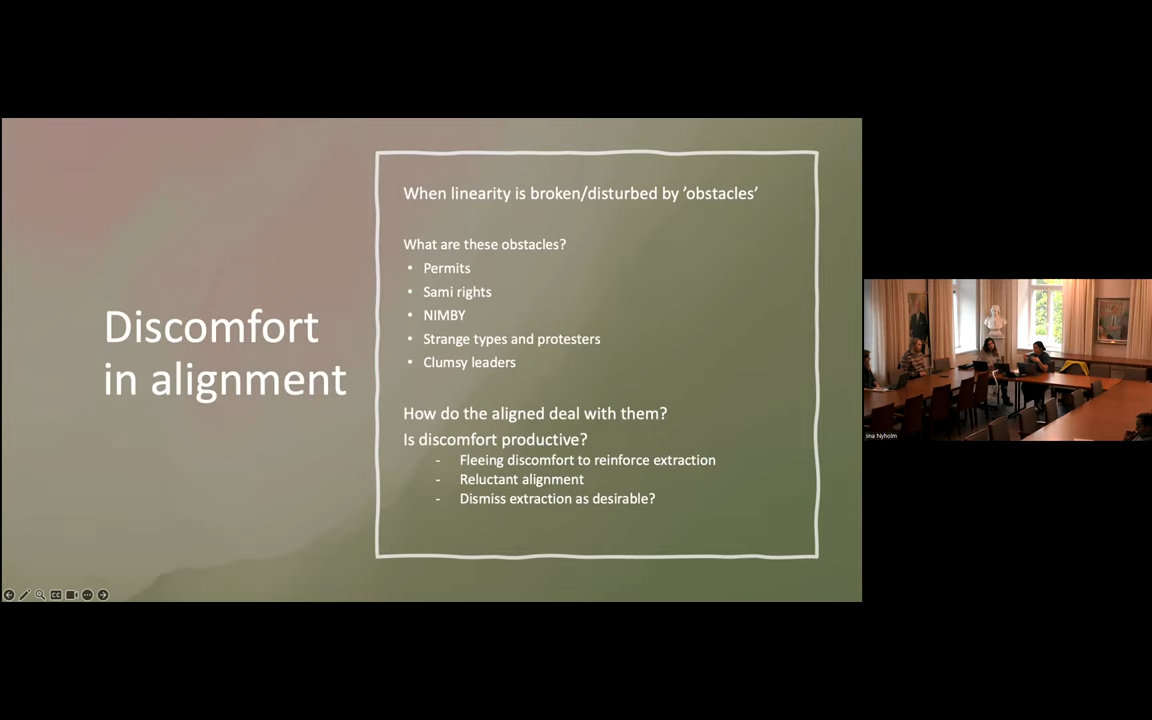 Discomfort
in alignment
When linearity is broken/disturbed by ’obstacles’
What are these obstacles?
• Permits
• Sami rights
• NIMBY
• Strange types and protesters
• Clumsy leaders
How do the aligned deal with them?
Is discomfort productive?
- Fleeing discomfort to reinforce extraction
- Reluctant alignment
- Dismiss extraction as desirable?
Iina Nyholm